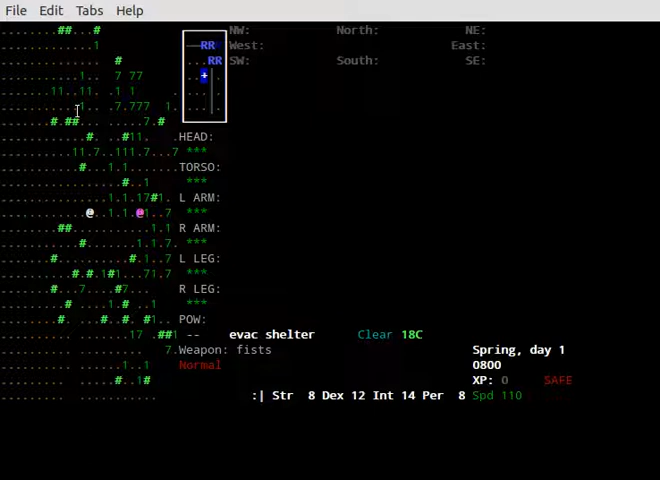 File Edit Tabs Help
NW: North: NE:
RR West: East:
RR SW: South: SE:
HEAD:
***
TORSO:
***
L ARM:
***
R ARM:
***
L LEG:
***
R LEG:
***
POW:
-- evac shelter Clear 18C
Weapon: fists Spring, day 1
Normal 0800
XP: 0 SAFE
:| Str 8 Dex 12 Int 14 Per 8 Spd 110